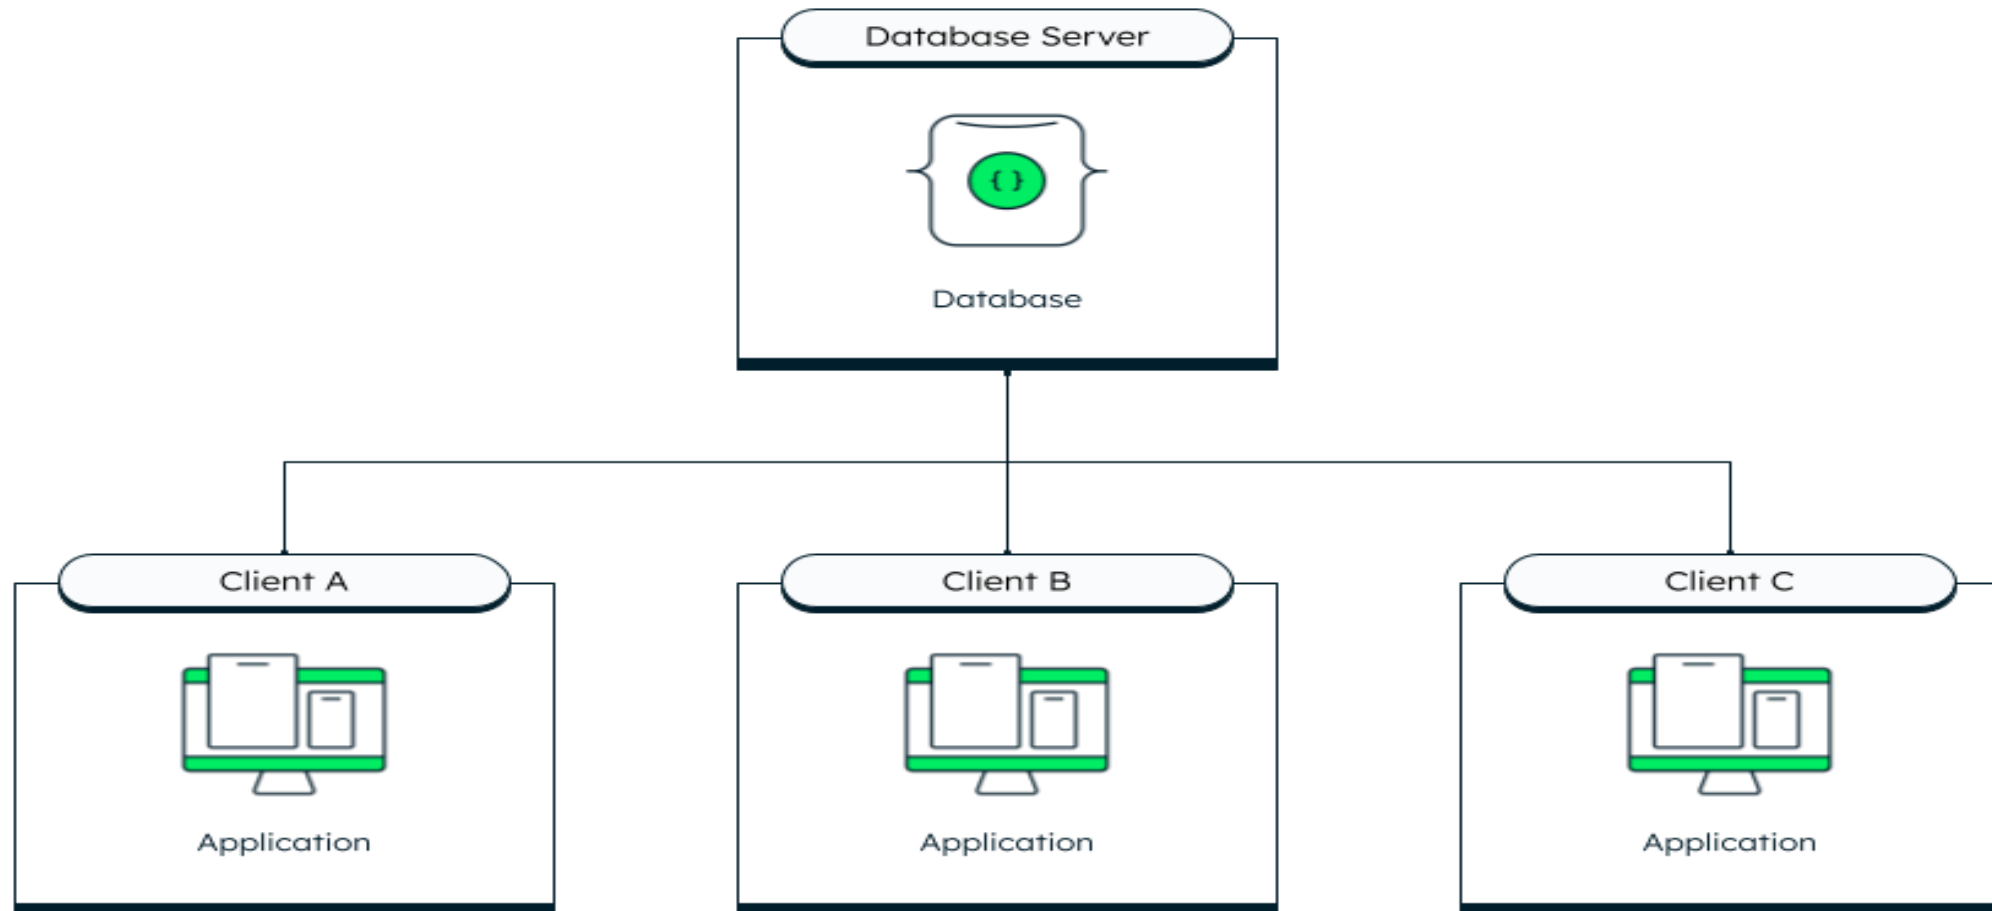 Database Server
{ }
Database
Client A
Client B
Client C
Application
Application
Application